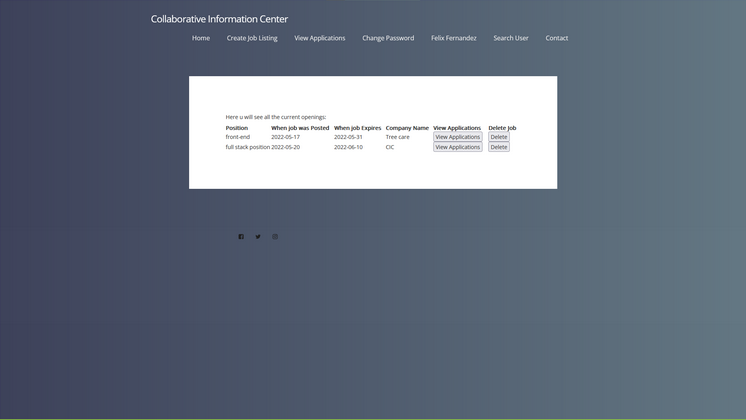 Collaborative Information Center
Home Create Job Listing View Applications Change Password Felix Fernandez Search User Contact
Here u will see all the current openings:
Position When job was Posted When job Expires Company Name View Applications Delete Job
front-end 2022-05-17 2022-05-31 Tree care View Applications Delete
full stack position 2022-05-20 2022-06-10 CIC View Applications Delete